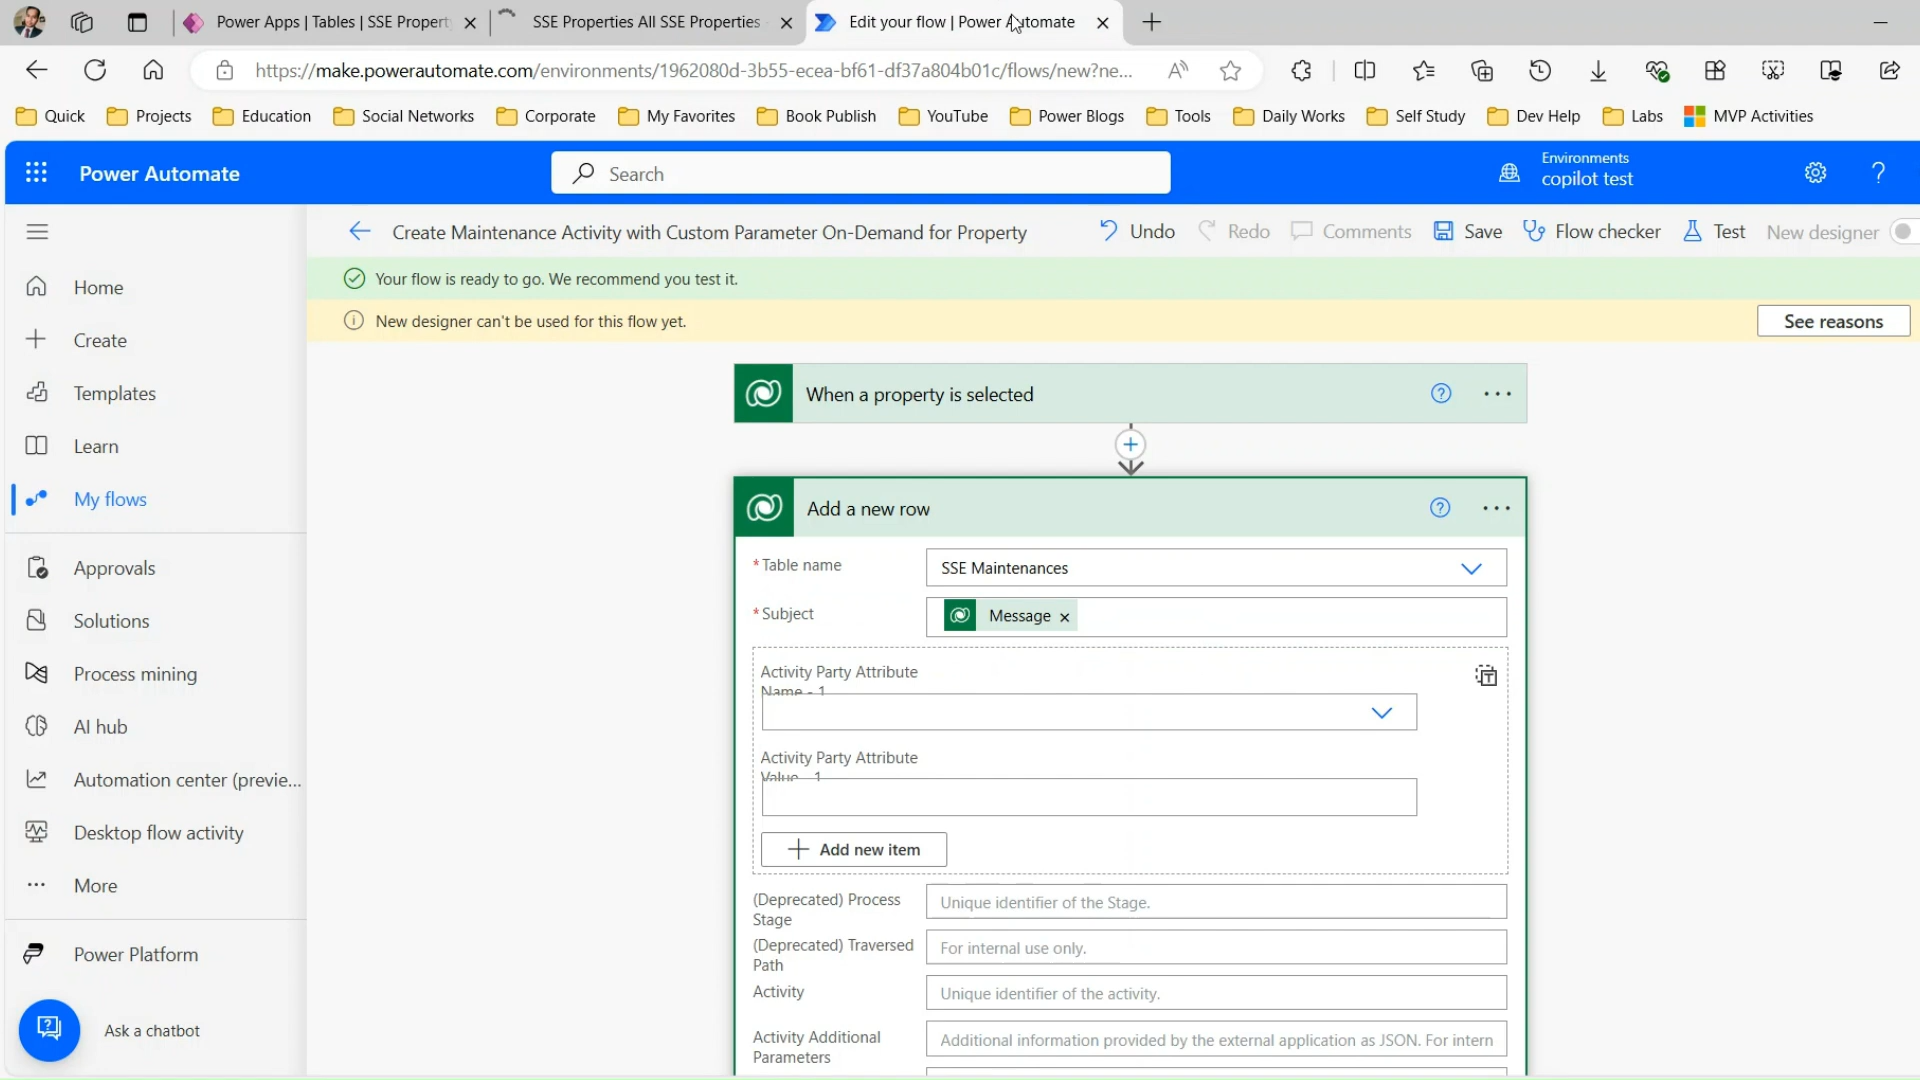 Power Apps | Tables | SSE Propert
SSE Properties All SSE Properties
Edit your flow | Power Automate
https://make.powerautomate.com/environments/1962080d-3b55-ecea-bf61-df37a804b01c/flows/new?ne...
Quick
Projects
Education
Social Networks
Corporate
My Favorites
Book Publish
YouTube
Power Blogs
Tools
Daily Works
Self Study
Dev Help
Labs
MVP Activities
Power Automate
Search
Environments
copilot test
Create Maintenance Activity with Custom Parameter On-Demand for Property
Undo
Redo
Comments
Save
Flow checker
Test
New designer
Your flow is ready to go. We recommend you test it.
New designer can't be used for this flow yet.
See reasons
Home
Create
Templates
Learn
My flows
Approvals
Solutions
Process mining
AI hub
Automation center (previe...
Desktop flow activity
More
Power Platform
Ask a chatbot
When a property is selected
Add a new row
* Table name
SSE Maintenances
* Subject
Message
Activity Party Attribute
Name - 1
Activity Party Attribute
Value - 1
Add new item
(Deprecated) Process
Stage
Unique identifier of the Stage.
(Deprecated) Traversed
Path
For internal use only.
Activity
Unique identifier of the activity.
Activity Additional
Parameters
Additional information provided by the external application as JSON. For intern